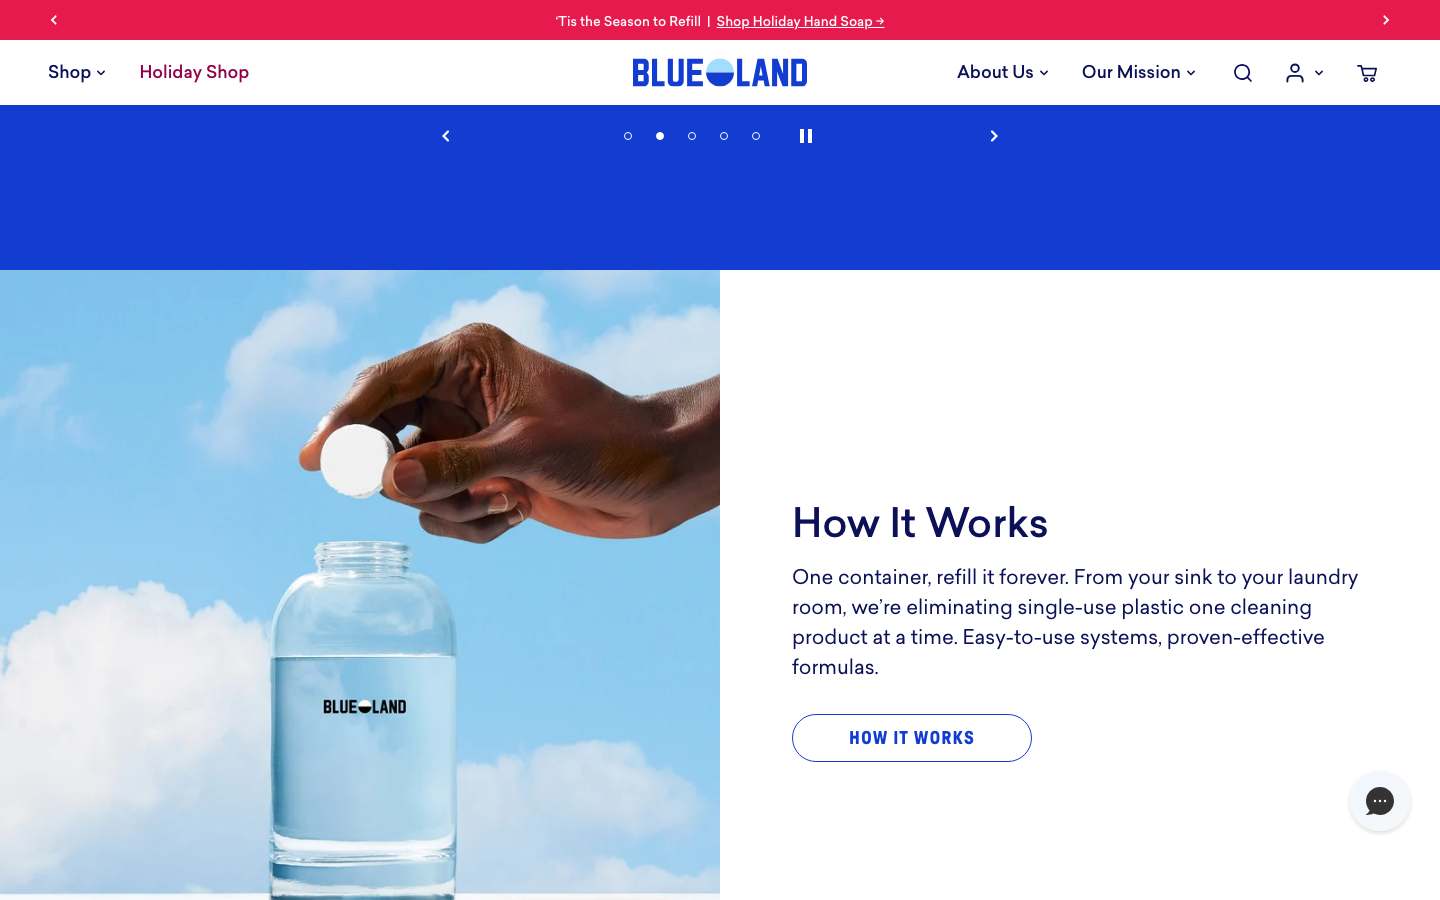 ‘Tis the Season to Refill | Shop Holiday Hand Soap →
Shop
Holiday Shop
BLUELAND
About Us
Our Mission
How It Works
One container, refill it forever. From your sink to your laundry
room, we’re eliminating single-use plastic one cleaning
product at a time. Easy-to-use systems, proven-effective
formulas.
HOW IT WORKS
BLUELAND